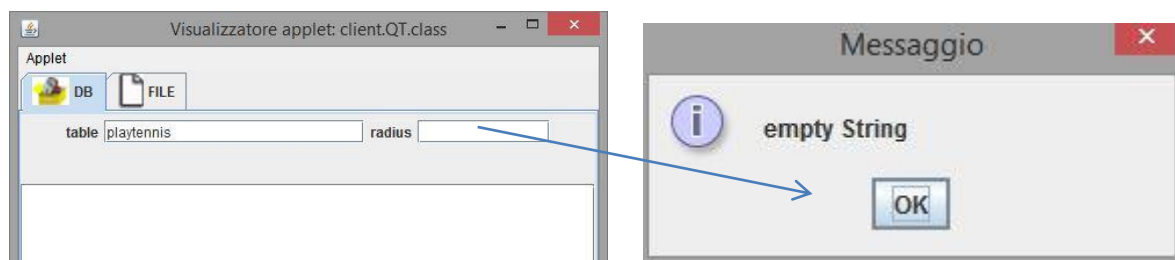 Visualizzatore applet: client.QT.class
Applet
DB FILE
table playtennis radius
Messaggio
empty String
OK